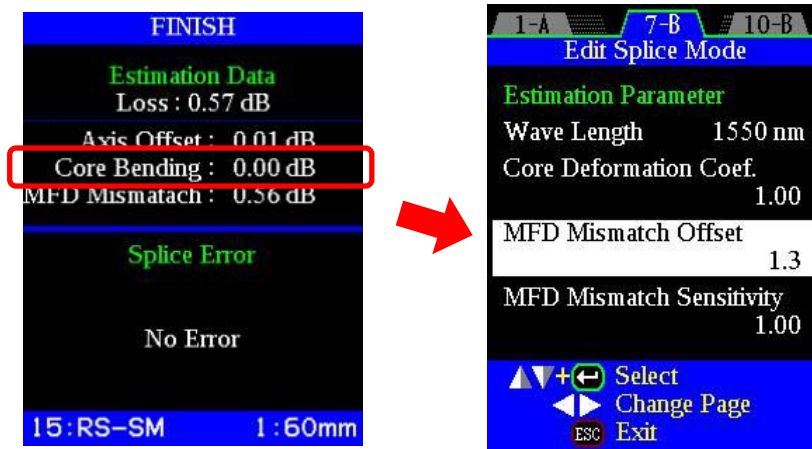 FINISH
Estimation Data
Loss : 0.57 dB
Axis Offset : 0.01 dB
Core Bending : 0.00 dB
MFD Mismatach : 0.56 dB
Splice Error
No Error
15:RS-SM 1:60mm
1-A 7-B 10-B
Edit Splice Mode
Estimation Parameter
Wave Length 1550 nm
Core Deformation Coef.
1.00
MFD Mismatch Offset
1.3
MFD Mismatch Sensitivity
1.00
+ Select
Change Page
ESC Exit